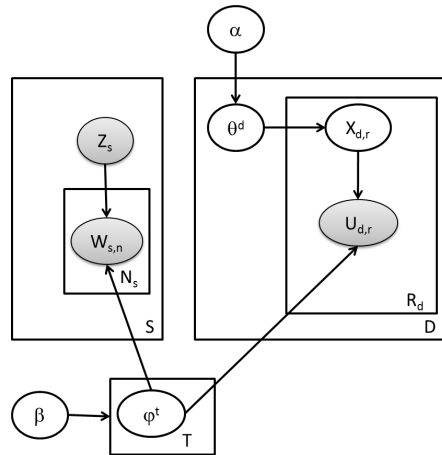 α
Z_s
θ^d
X_{d,r}
W_{s,n}
U_{d,r}
N_s
R_d
S
D
β
φ^t
T